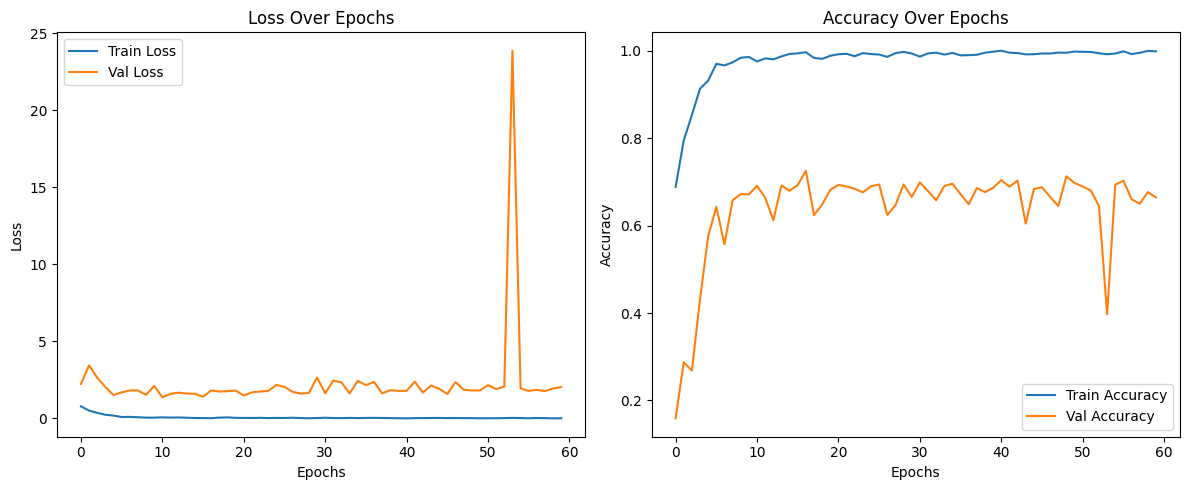 Loss Over Epochs
Train Loss
Val Loss
25
20
15
10
5
0
Loss
0 10 20 30 40 50 60
Epochs
Accuracy Over Epochs
1.0
0.8
0.6
0.4
0.2
Accuracy
Train Accuracy
Val Accuracy
0 10 20 30 40 50 60
Epochs